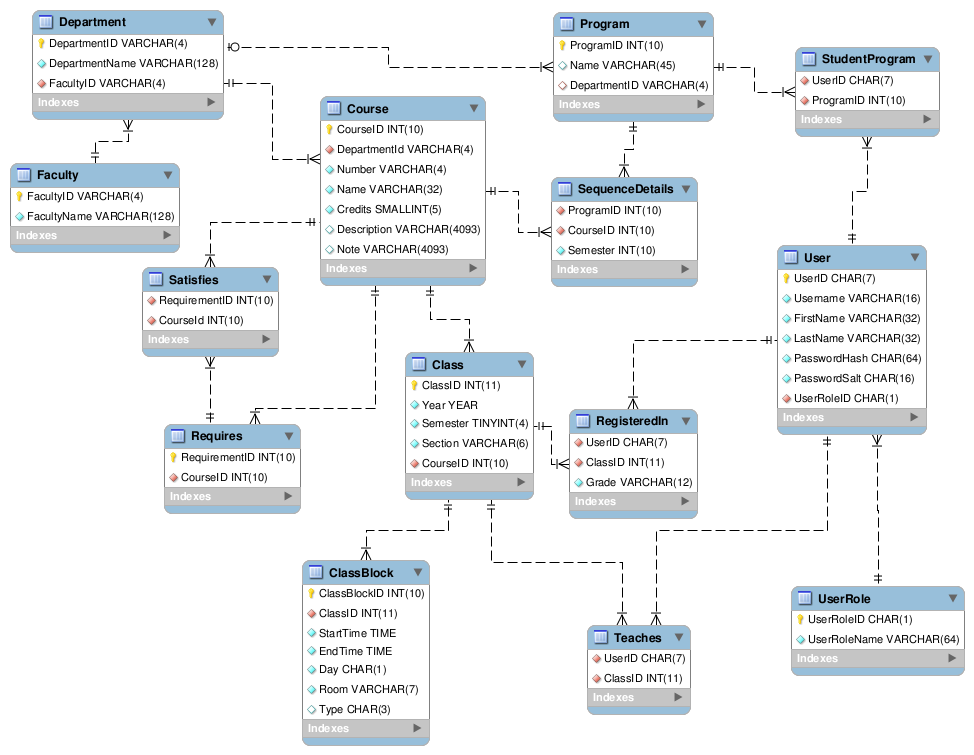 Department
DepartmentID VARCHAR(4)
DepartmentName VARCHAR(128)
FacultyID VARCHAR(4)
Indexes
Program
ProgramID INT(10)
Name VARCHAR(45)
DepartmentID VARCHAR(4)
Indexes
StudentProgram
UserID CHAR(7)
ProgramID INT(10)
Indexes
Course
CourseID INT(10)
DepartmentId VARCHAR(4)
Number VARCHAR(4)
Name VARCHAR(32)
Credits SMALLINT(5)
Description VARCHAR(4093)
Note VARCHAR(4093)
Indexes
Faculty
FacultyID VARCHAR(4)
FacultyName VARCHAR(128)
Indexes
SequenceDetails
ProgramID INT(10)
CourseID INT(10)
Semester INT(10)
Indexes
User
UserID CHAR(7)
Username VARCHAR(16)
FirstName VARCHAR(32)
LastName VARCHAR(32)
PasswordHash CHAR(64)
PasswordSalt CHAR(16)
UserRoleID CHAR(1)
Indexes
Satisfies
RequirementID INT(10)
CourseId INT(10)
Indexes
Class
ClassID INT(11)
Year YEAR
Semester TINYINT(4)
Section VARCHAR(6)
CourseID INT(10)
Indexes
RegisteredIn
UserID CHAR(7)
ClassID INT(11)
Grade VARCHAR(12)
Indexes
Requires
RequirementID INT(10)
CourseID INT(10)
Indexes
ClassBlock
ClassBlockID INT(10)
ClassID INT(11)
StartTime TIME
EndTime TIME
Day CHAR(1)
Room VARCHAR(7)
Type CHAR(3)
Indexes
Teaches
UserID CHAR(7)
ClassID INT(11)
Indexes
UserRole
UserRoleID CHAR(1)
UserRoleName VARCHAR(64)
Indexes